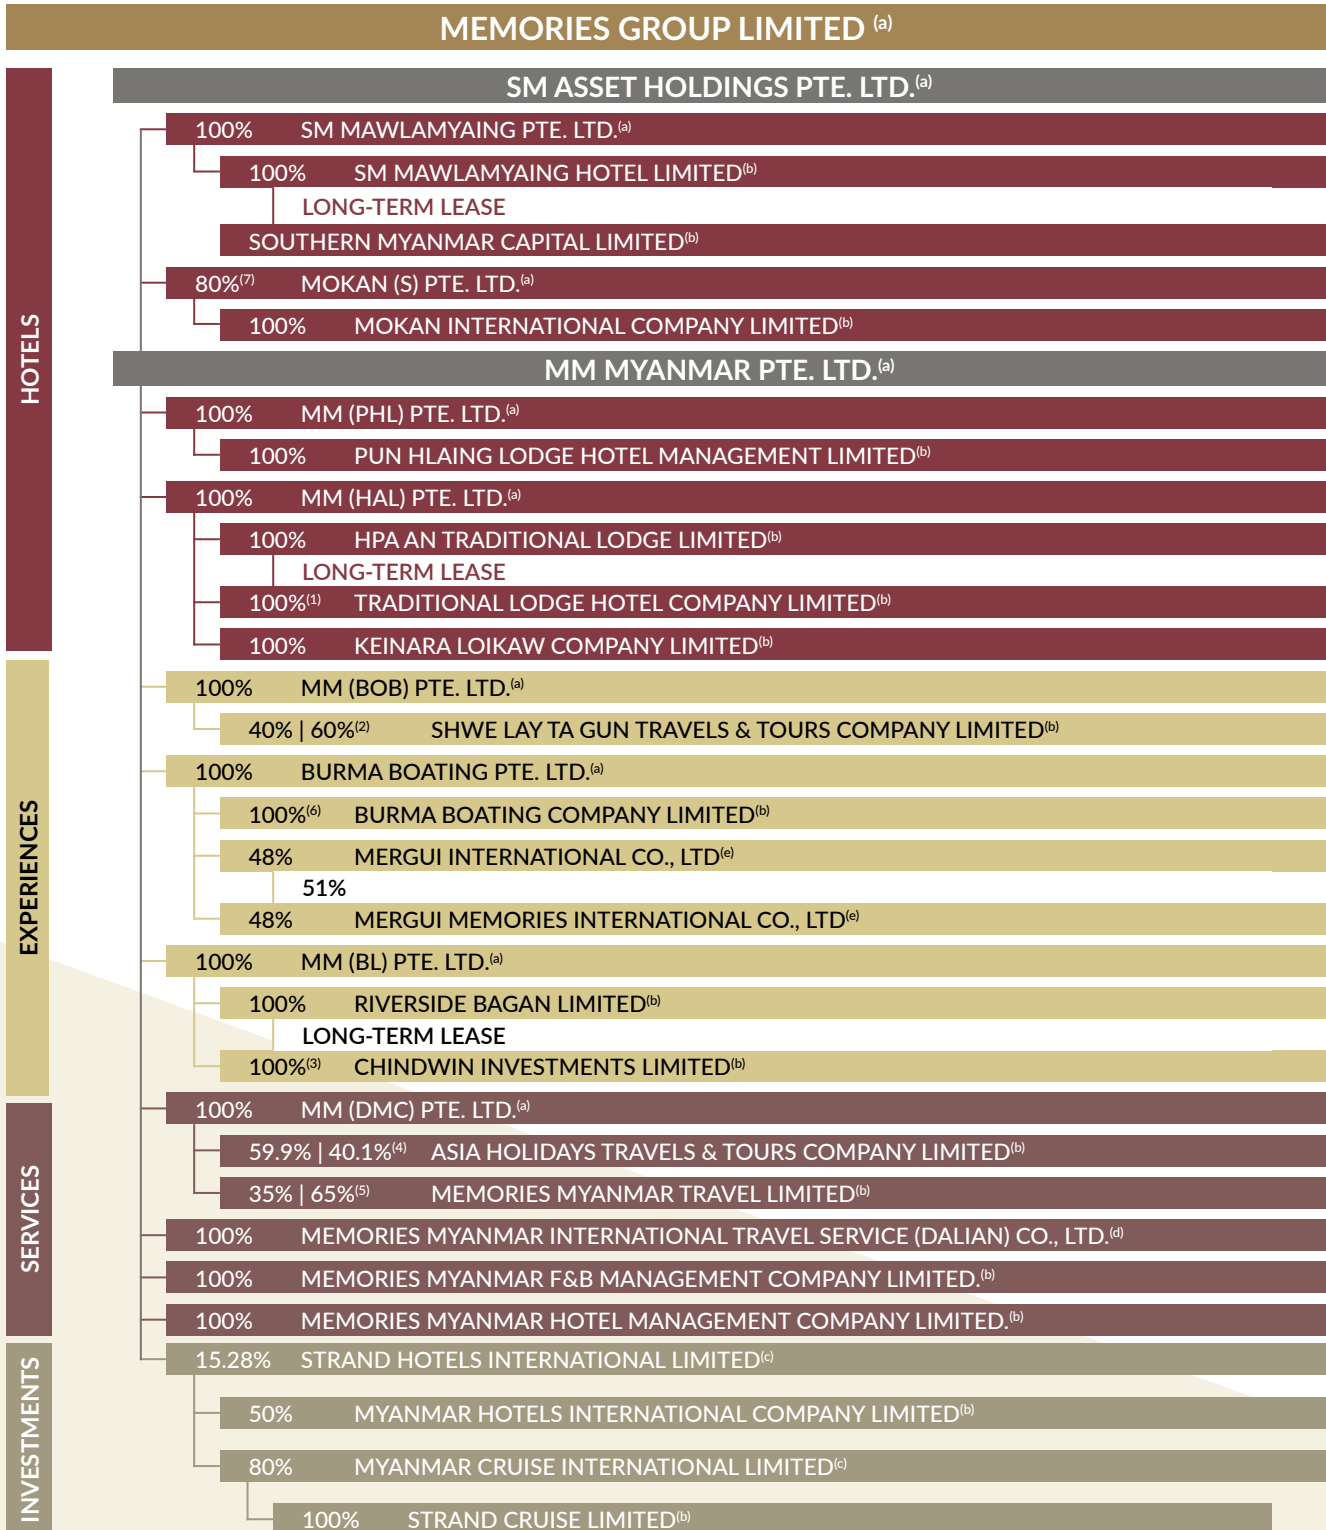 MEMORIES GROUP LIMITED (a)
HOTELS
SM ASSET HOLDINGS PTE. LTD.(a)
100% SM MAWLAMYAING PTE. LTD.(a)
100% SM MAWLAMYAING HOTEL LIMITED(b)
LONG-TERM LEASE
SOUTHERN MYANMAR CAPITAL LIMITED(b)
80%(7) MOKAN (S) PTE. LTD.(a)
100% MOKAN INTERNATIONAL COMPANY LIMITED(b)
MM MYANMAR PTE. LTD.(a)
100% MM (PHL) PTE. LTD.(a)
100% PUN HLAING LODGE HOTEL MANAGEMENT LIMITED(b)
100% MM (HAL) PTE. LTD.(a)
100% HPA AN TRADITIONAL LODGE LIMITED(b)
LONG-TERM LEASE
100%(1) TRADITIONAL LODGE HOTEL COMPANY LIMITED(b)
100% KEINARA LOIKAW COMPANY LIMITED(b)
EXPERIENCES
100% MM (BOB) PTE. LTD.(a)
40% | 60%(2) SHWE LAY TA GUN TRAVELS & TOURS COMPANY LIMITED(b)
100% BURMA BOATING PTE. LTD.(a)
100%(6) BURMA BOATING COMPANY LIMITED(b)
48% MERGUI INTERNATIONAL CO., LTD(e)
51%
48% MERGUI MEMORIES INTERNATIONAL CO., LTD(e)
100% MM (BL) PTE. LTD.(a)
100% RIVERSIDE BAGAN LIMITED(b)
LONG-TERM LEASE
100%(3) CHINDWIN INVESTMENTS LIMITED(b)
SERVICES
100% MM (DMC) PTE. LTD.(a)
59.9% | 40.1%(4) ASIA HOLIDAYS TRAVELS & TOURS COMPANY LIMITED(b)
35% | 65%(5) MEMORIES MYANMAR TRAVEL LIMITED(b)
100% MEMORIES MYANMAR INTERNATIONAL TRAVEL SERVICE (DALIAN) CO., LTD.(d)
100% MEMORIES MYANMAR F&B MANAGEMENT COMPANY LIMITED.(b)
100% MEMORIES MYANMAR HOTEL MANAGEMENT COMPANY LIMITED.(b)
INVESTMENTS
15.28% STRAND HOTELS INTERNATIONAL LIMITED(c)
50% MYANMAR HOTELS INTERNATIONAL COMPANY LIMITED(b)
80% MYANMAR CRUISE INTERNATIONAL LIMITED(c)
100% STRAND CRUISE LIMITED(b)